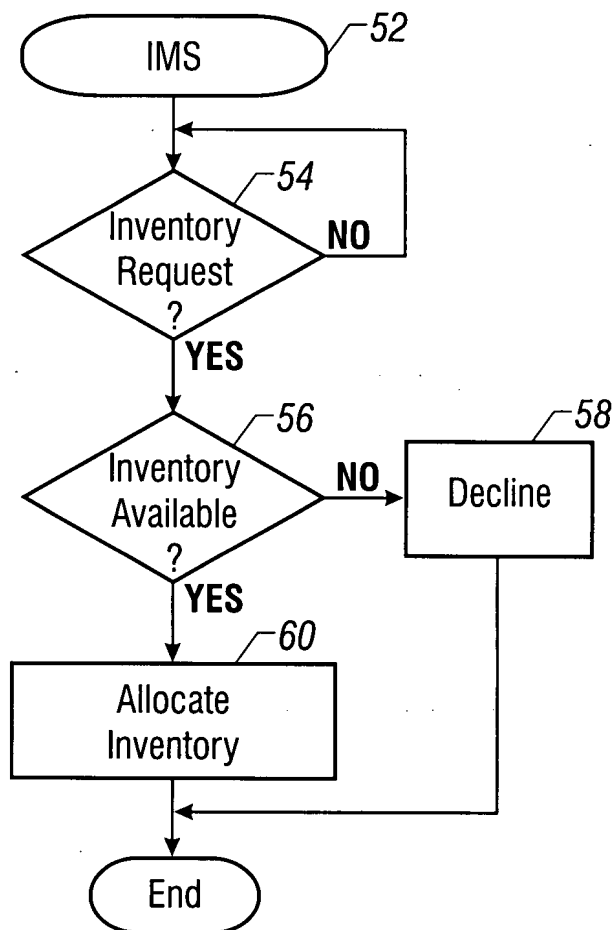 52
IMS
54
Inventory
Request
?
NO
YES
56
Inventory
Available
?
NO
58
Decline
YES
60
Allocate
Inventory
End